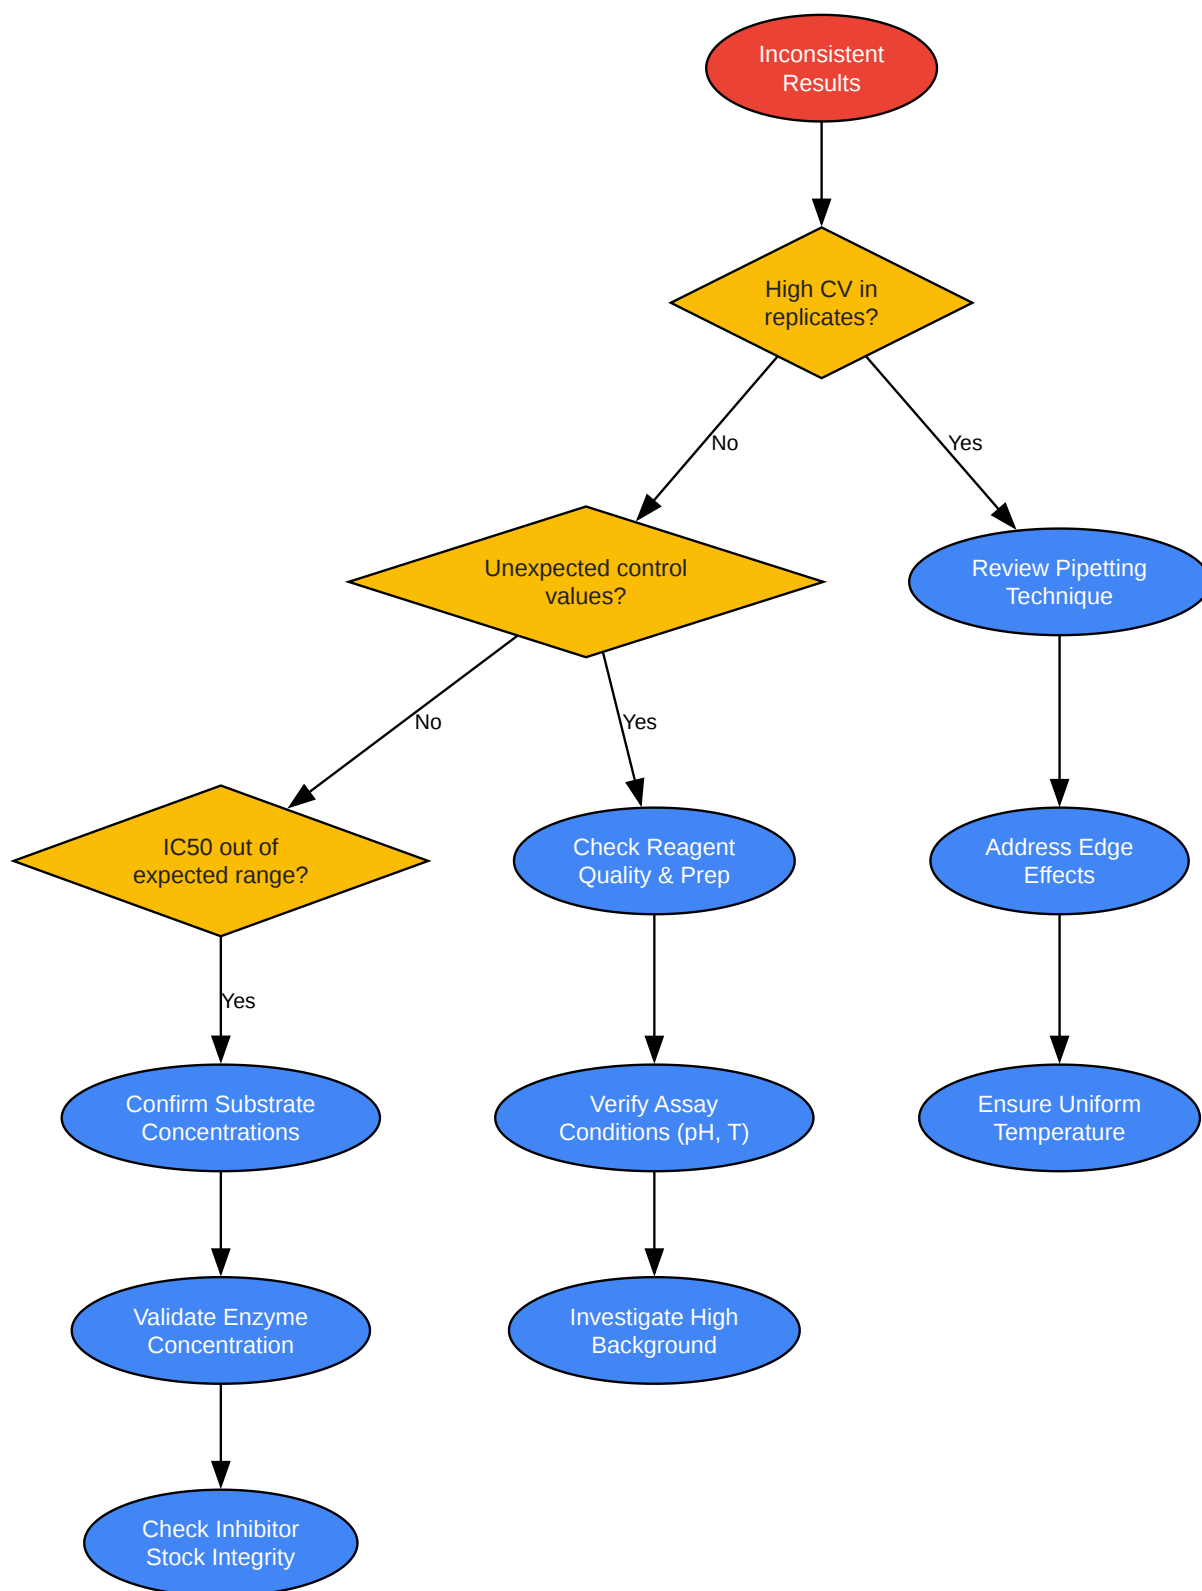 Inconsistent
Results
High CV in
replicates?
No
Yes
Unexpected control
values?
Review Pipetting
Technique
No
Yes
IC50 out of
expected range?
Check Reagent
Quality & Prep
Address Edge
Effects
Yes
Confirm Substrate
Concentrations
Verify Assay
Conditions (pH, T)
Ensure Uniform
Temperature
Validate Enzyme
Concentration
Investigate High
Background
Check Inhibitor
Stock Integrity